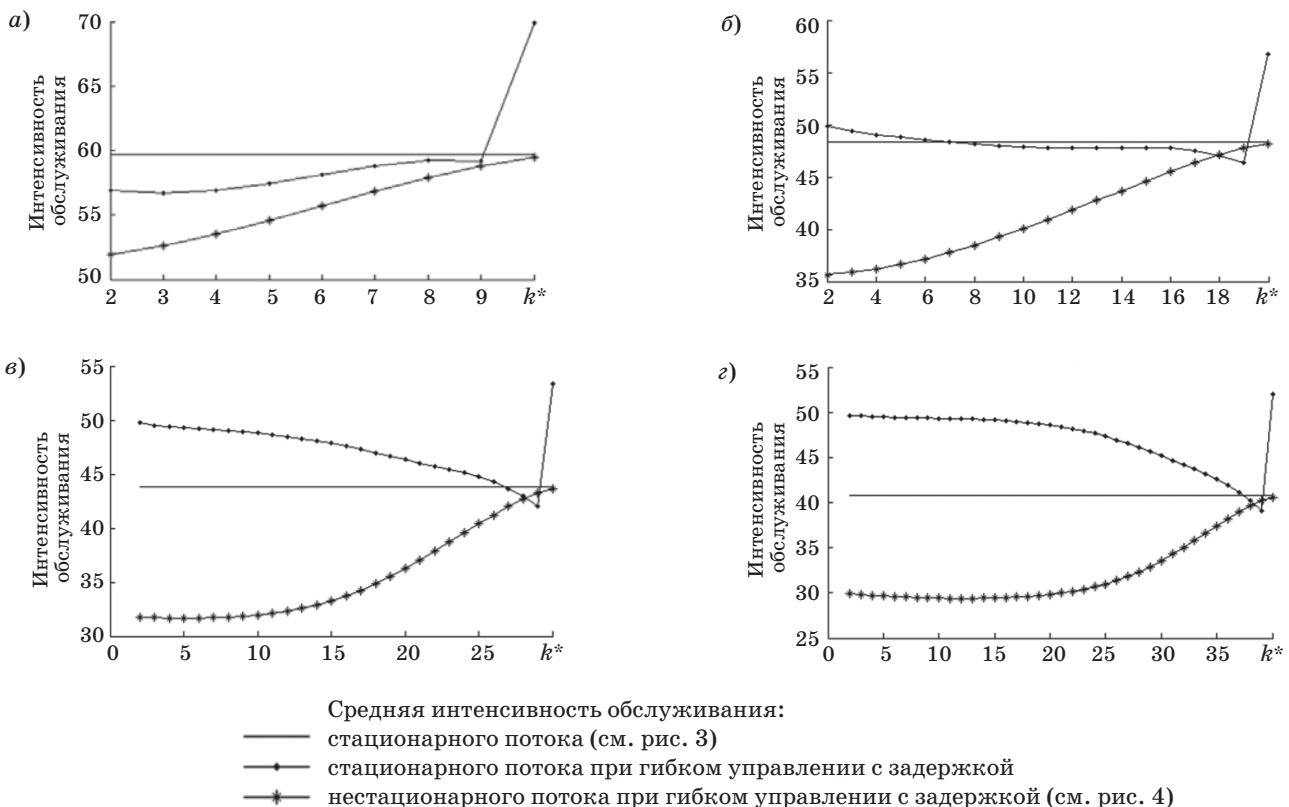 а)
Интенсивность
обслуживания
70
65
60
55
50
2 3 4 5 6 7 8 9 k*
б)
Интенсивность
обслуживания
60
55
50
45
40
35
2 4 6 8 10 12 14 16 18 k*
в)
Интенсивность
обслуживания
55
50
45
40
35
30
0 5 10 15 20 25 k*
г)
Интенсивность
обслуживания
55
50
45
40
35
30
25
0 5 10 15 20 25 30 35 k*
Средняя интенсивность обслуживания:
стационарного потока (см. рис. 3)
стационарного потока при гибком управлении с задержкой
нестационарного потока при гибком управлении с задержкой (см. рис. 4)